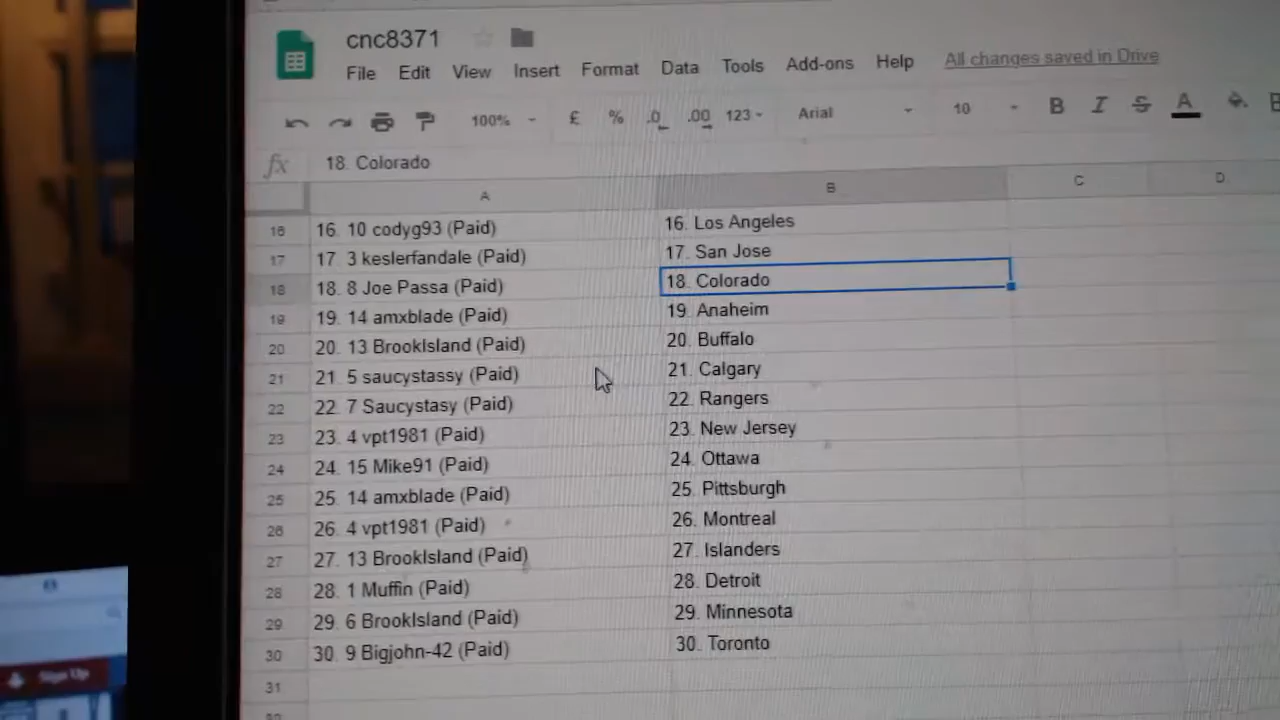 cnc8371
File Edit View Insert Format Data Tools Add-ons Help All changes saved in Drive
100% £ % .0 .00 123 Arial 10 B I S A
fx 18. Colorado
A B C D
16 16. 10 codyg93 (Paid) 16. Los Angeles
17 17. 3 keslerfandale (Paid) 17. San Jose
18 18. 8 Joe Passa (Paid) 18. Colorado
19 19. 14 amxblade (Paid) 19. Anaheim
20 20. 13 BrookIsland (Paid) 20. Buffalo
21 21. 5 saucystassy (Paid) 21. Calgary
22 22. 7 Saucystasy (Paid) 22. Rangers
23 23. 4 vpt1981 (Paid) 23. New Jersey
24 24. 15 Mike91 (Paid) 24. Ottawa
25 25. 14 amxblade (Paid) 25. Pittsburgh
26 26. 4 vpt1981 (Paid) 26. Montreal
27 27. 13 BrookIsland (Paid) 27. Islanders
28 28. 1 Muffin (Paid) 28. Detroit
29 29. 6 BrookIsland (Paid) 29. Minnesota
30 30. 9 Bigjohn-42 (Paid) 30. Toronto
31
Sign Up